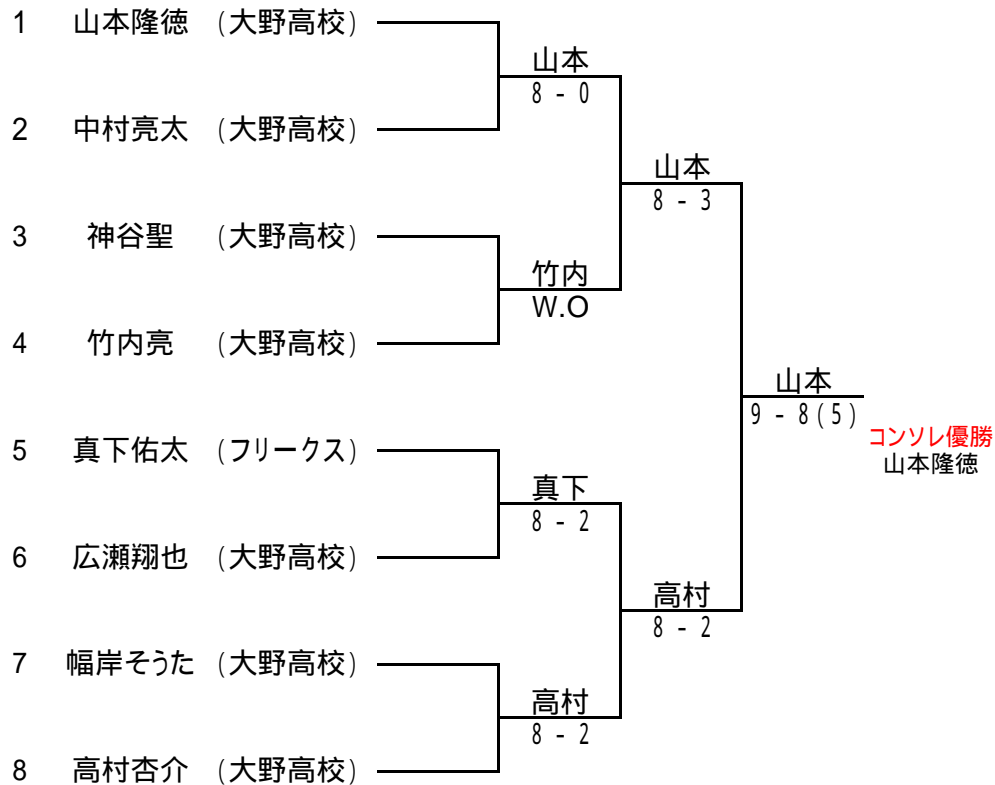 1 山本隆徳 (大野高校)
山本
8 - 0
2 中村亮太 (大野高校)
山本
8 - 3
3 神谷聖 (大野高校)
竹内
W.O
4 竹内亮 (大野高校)
山本
9 - 8(5)
コンソレ優勝
山本隆徳
5 真下佑太 (フリークス)
真下
8 - 2
6 広瀬翔也 (大野高校)
高村
8 - 2
7 幅岸そうた (大野高校)
高村
8 - 2
8 高村杏介 (大野高校)